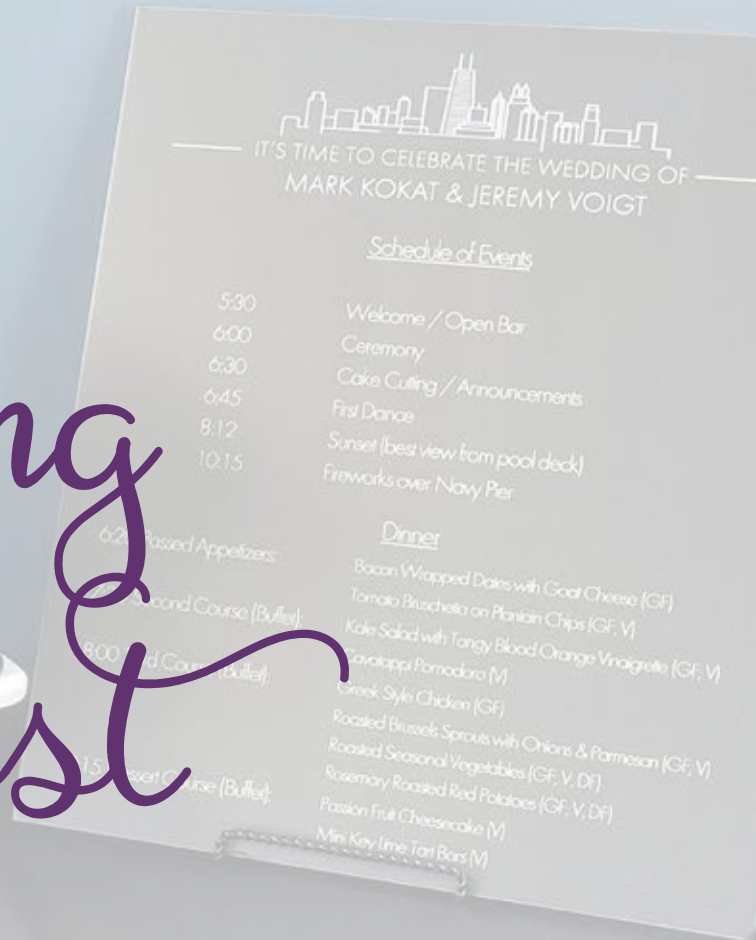 IT'S TIME TO CELEBRATE THE WEDDING OF
MARK KOKAT & JEREMY VOIGT
Schedule of Events
5:30 Welcome / Open Bar
6:00 Ceremony
6:30 Cake Cutting / Announcements
6:45 First Dance
8:12 Sunset (best view from pool deck)
10:15 Fireworks over Navy Pier
ng
st
Dinner
Passed Appetizers: Bacon Wrapped Dates with Goat Cheese (GF)
Tomato Bruschetta on Plantain Chips (GF, V)
Second Course (Buffet): Kale Salad with Tangy Blood Orange Vinaigrette (GF, V)
8:00 Course (Buffet): Cavatappi Pomodoro (V)
Greek Style Chicken (GF)
Roasted Brussels Sprouts with Onions & Parmesan (GF, V)
Roasted Seasonal Vegetables (GF, V, DF)
Rosemary Roasted Red Potatoes (GF, V, DF)
Course (Buffet): Passion Fruit Cheesecake (V)
Mini Key Lime Tart Bars (V)